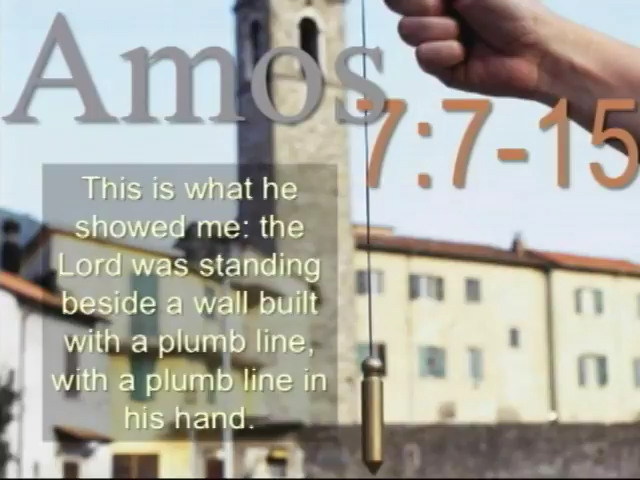 Amos
7:7-15
This is what he
showed me: the
Lord was standing
beside a wall built
with a plumb line,
with a plumb line in
his hand.